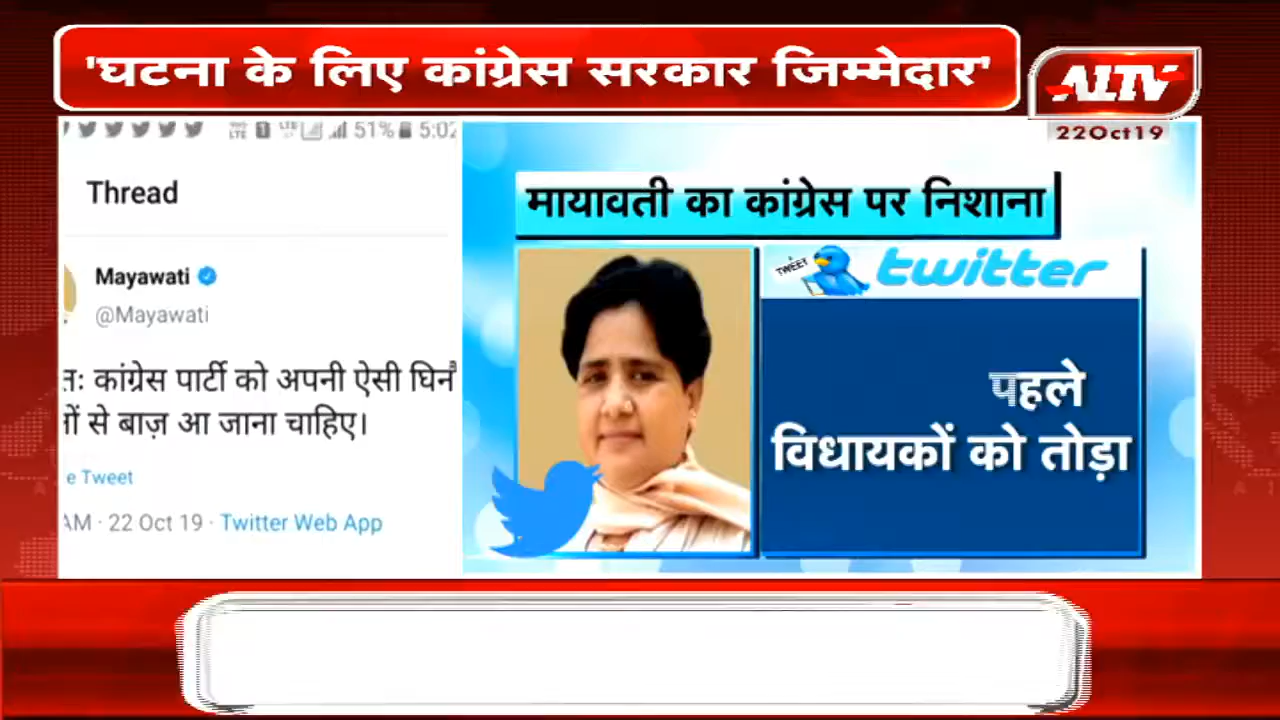 'घटना के लिए कांग्रेस सरकार जिम्मेदार'
ALTV
22Oct19
51% 5:02
Thread
मायावती का कांग्रेस पर निशाना
Mayawati
@Mayawati
TWEET
twitter
कांग्रेस पार्टी को अपनी ऐसी
से बाज़ आ जाना चाहिए।
पहले
विधायकों को तोड़ा
Tweet
AM · 22 Oct 19 · Twitter Web App